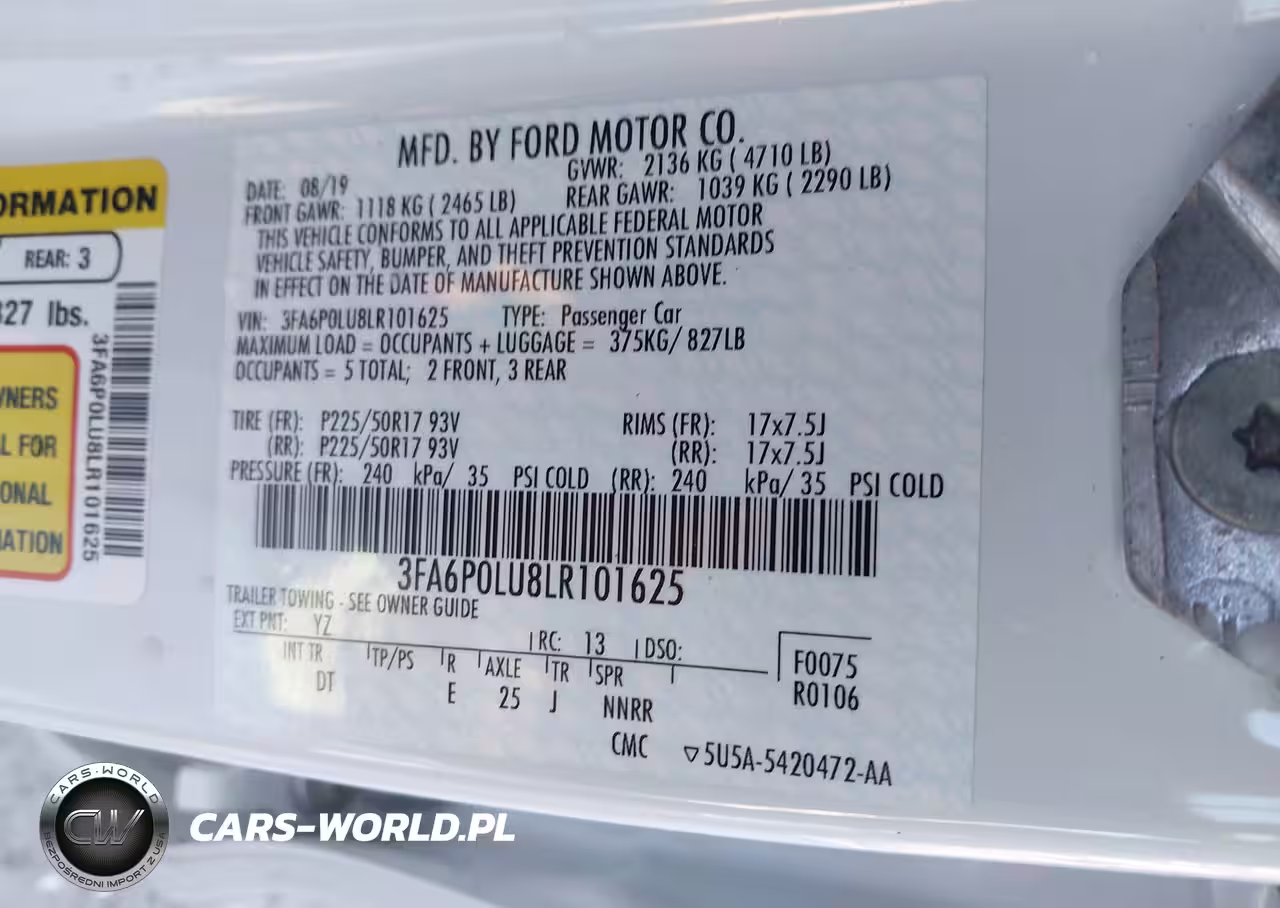 ORMATION
REAR: 3
827 lbs.
WNERS
L FOR
ONAL
MATION
3FA6P0LU8LR101625
MFD. BY FORD MOTOR CO.
DATE: 08/19 GVWR: 2136 KG ( 4710 LB)
FRONT GAWR: 1118 KG ( 2465 LB) REAR GAWR: 1039 KG ( 2290 LB)
THIS VEHICLE CONFORMS TO ALL APPLICABLE FEDERAL MOTOR
VEHICLE SAFETY, BUMPER, AND THEFT PREVENTION STANDARDS
IN EFFECT ON THE DATE OF MANUFACTURE SHOWN ABOVE.
VIN: 3FA6P0LU8LR101625 TYPE: Passenger Car
MAXIMUM LOAD = OCCUPANTS + LUGGAGE = 375KG/ 827LB
OCCUPANTS = 5 TOTAL; 2 FRONT, 3 REAR
TIRE (FR): P225/50R17 93V RIMS (FR): 17x7.5J
(RR): P225/50R17 93V (RR): 17x7.5J
PRESSURE (FR): 240 kPa/ 35 PSI COLD (RR): 240 kPa/ 35 PSI COLD
3FA6P0LU8LR101625
TRAILER TOWING - SEE OWNER GUIDE
EXT PNT: YZ RC: 13 DSO:
INT TR TP/PS R AXLE TR SPR F0075
DT E 25 J NNRR R0106
CMC ▽5U5A-5420472-AA
CARS-WORLD
CW
BEZPOŚREDNI IMPORT Z USA
CARS-WORLD.PL